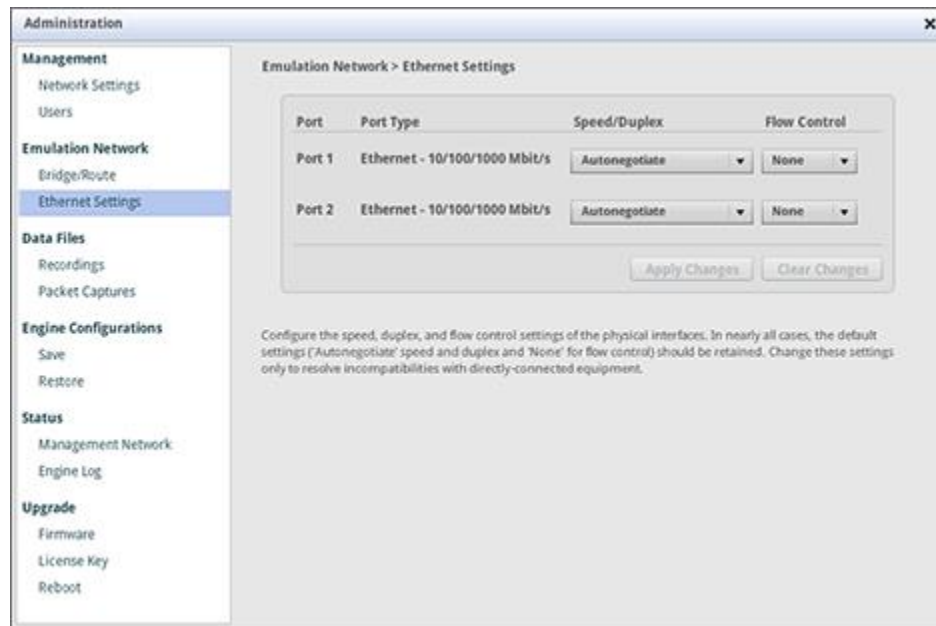 Administration
Management
Network Settings
Users
Emulation Network
Bridge/Route
Ethernet Settings
Data Files
Recordings
Packet Captures
Engine Configurations
Save
Restore
Status
Management Network
Engine Log
Upgrade
Firmware
License Key
Reboot
Emulation Network > Ethernet Settings
Port Port Type Speed/Duplex Flow Control
Port 1 Ethernet - 10/100/1000 Mbit/s Autonegotiate None
Port 2 Ethernet - 10/100/1000 Mbit/s Autonegotiate None
Apply Changes Clear Changes
Configure the speed, duplex, and flow control settings of the physical interfaces. In nearly all cases, the default
settings ('Autonegotiate' speed and duplex and 'None' for flow control) should be retained. Change these settings
only to resolve incompatibilities with directly-connected equipment.